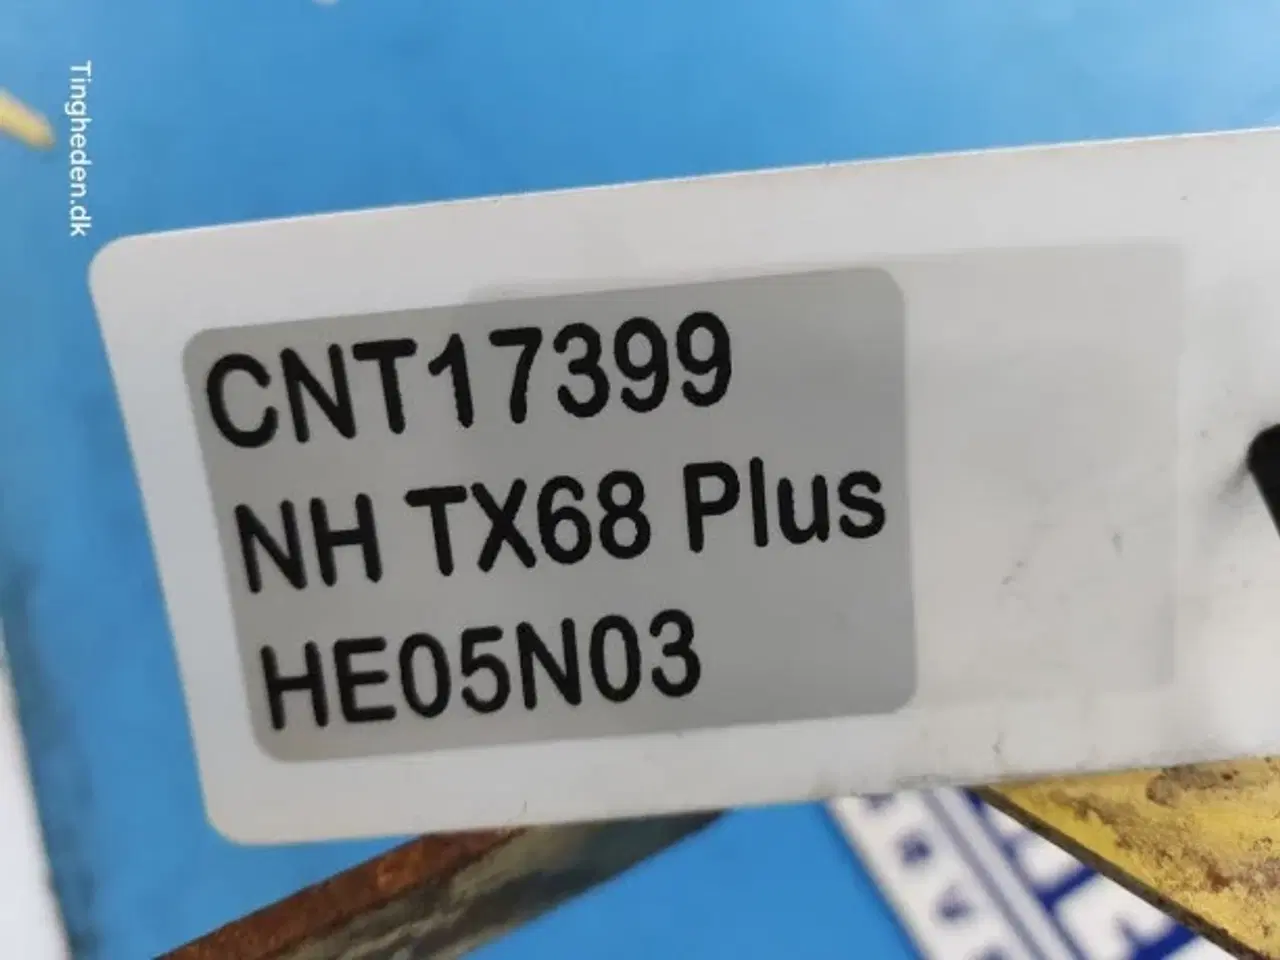 Tingheden.dk
CNT17399
NH TX68 Plus
HE05N03